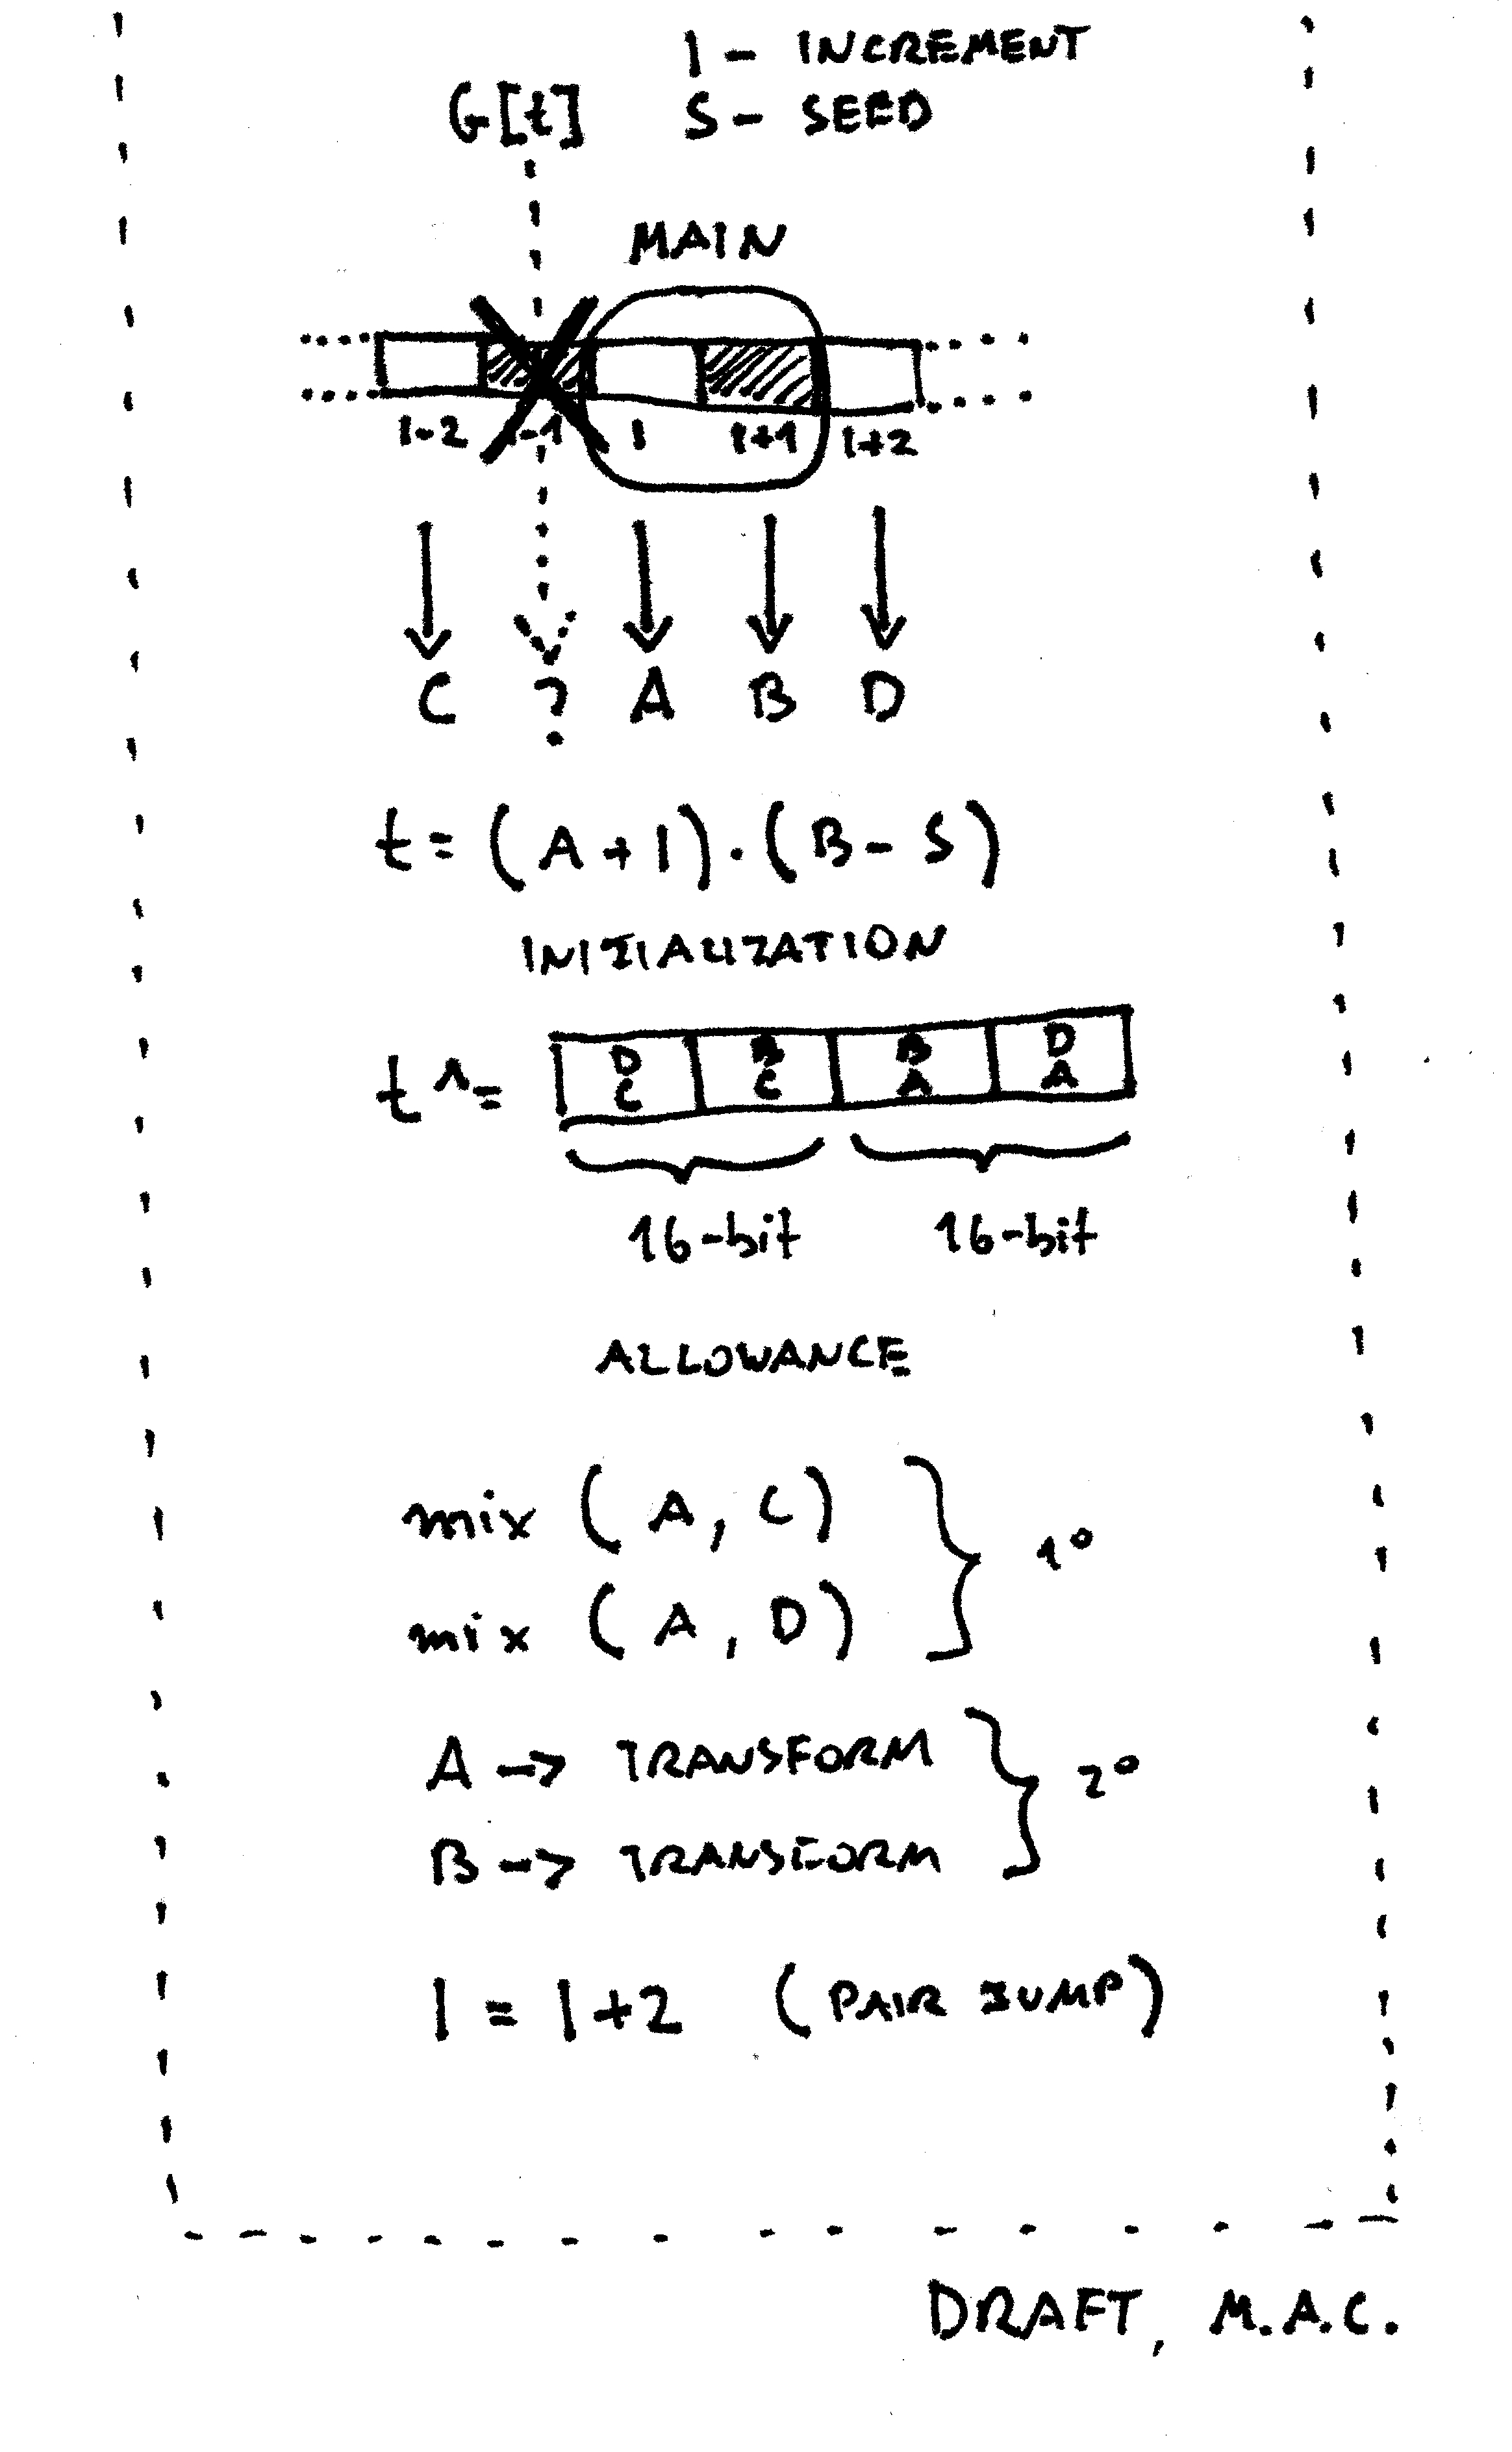 I - INCREMENT
G[t] S - SEED
MAIN
I-2 I-1 I I+1 I+2
C ? A B D
t = (A + I) · (B - S)
INITIALIZATION
t ^= D C B C B A D A
16-bit 16-bit
ALLOWANCE
mix (A, C)
1°
mix (A, D)
A -> TRANSFORM
2°
B -> TRANSFORM
I = I+2 (PAIR JUMP)
DRAFT, M.A.C.